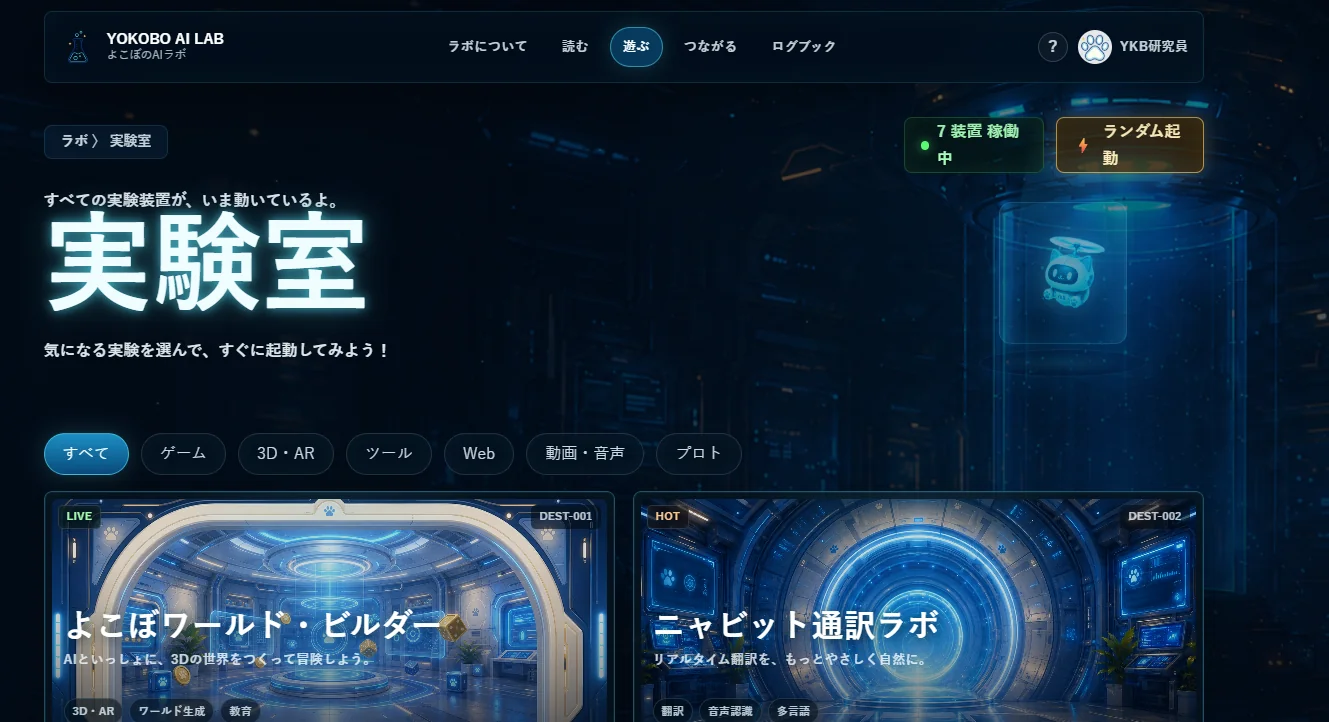 YOKOBO AI LAB
よこぼのAIラボ
ラボについて
読む
遊ぶ
つながる
ログブック
?
YKB研究員
ラボ 〉 実験室
7 装置 稼働
中
ランダム起
動
すべての実験装置が、いま動いているよ。
実験室
気になる実験を選んで、すぐに起動してみよう！
すべて
ゲーム
3D・AR
ツール
Web
動画・音声
プロト
LIVE
DEST-001
よこぼワールド・ビルダー
AIといっしょに、3Dの世界をつくって冒険しよう。
3D・AR
ワールド生成
教育
HOT
DEST-002
ニャビット通訳ラボ
リアルタイム翻訳を、もっとやさしく自然に。
翻訳
音声認識
多言語